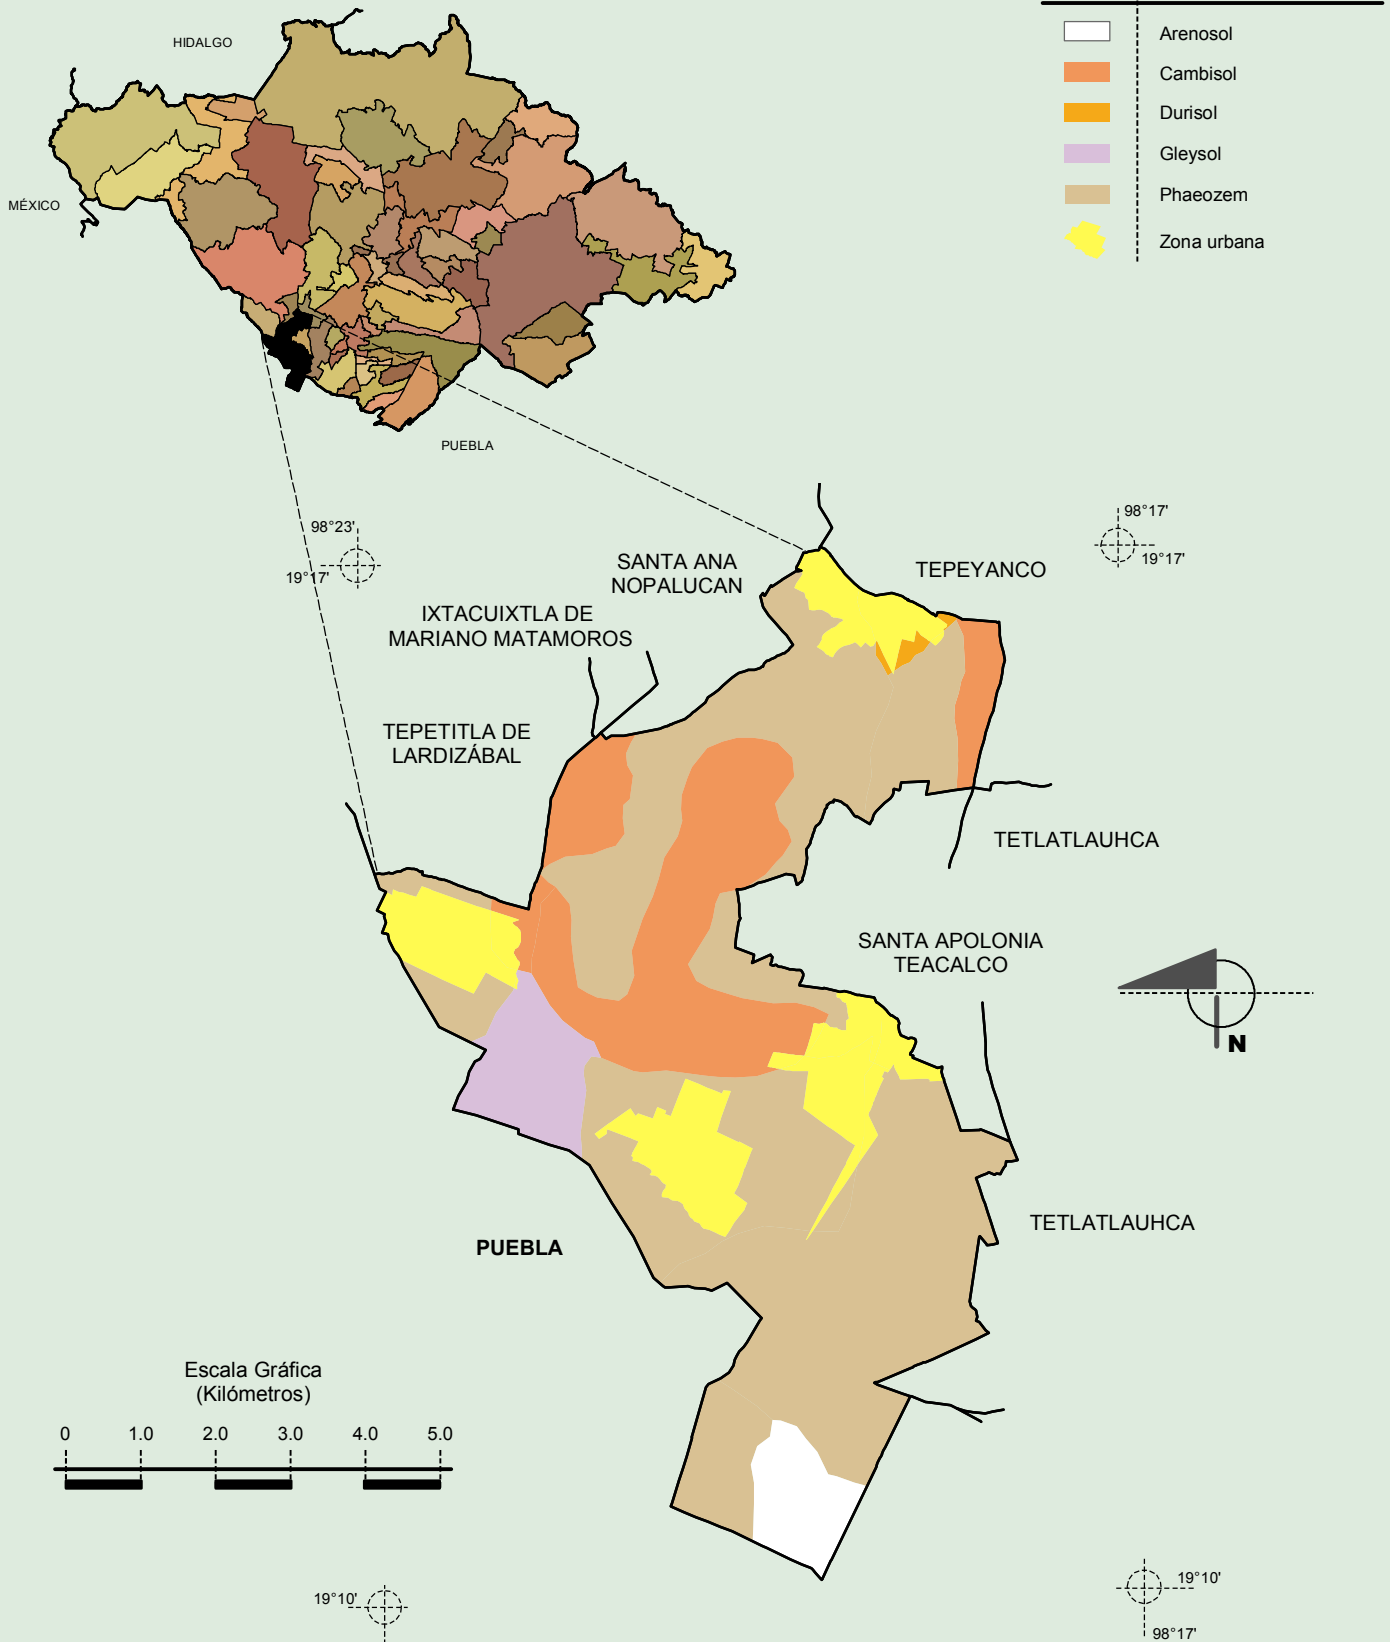 HIDALGO
MÉXICO
PUEBLA
Arenosol
Cambisol
Durisol
Gleysol
Phaeozem
Zona urbana
98°23'
19°17'
98°17'
19°17'
SANTA ANA
NOPALUCAN
TEPEYANCO
IXTACUIXTLA DE
MARIANO MATAMOROS
TEPETITLA DE
LARDIZÁBAL
TETLATLAUHCA
SANTA APOLONIA
TEACALCO
N
TETLATLAUHCA
PUEBLA
Escala Gráfica
(Kilómetros)
0 1.0 2.0 3.0 4.0 5.0
19°10'
19°10'
98°17'